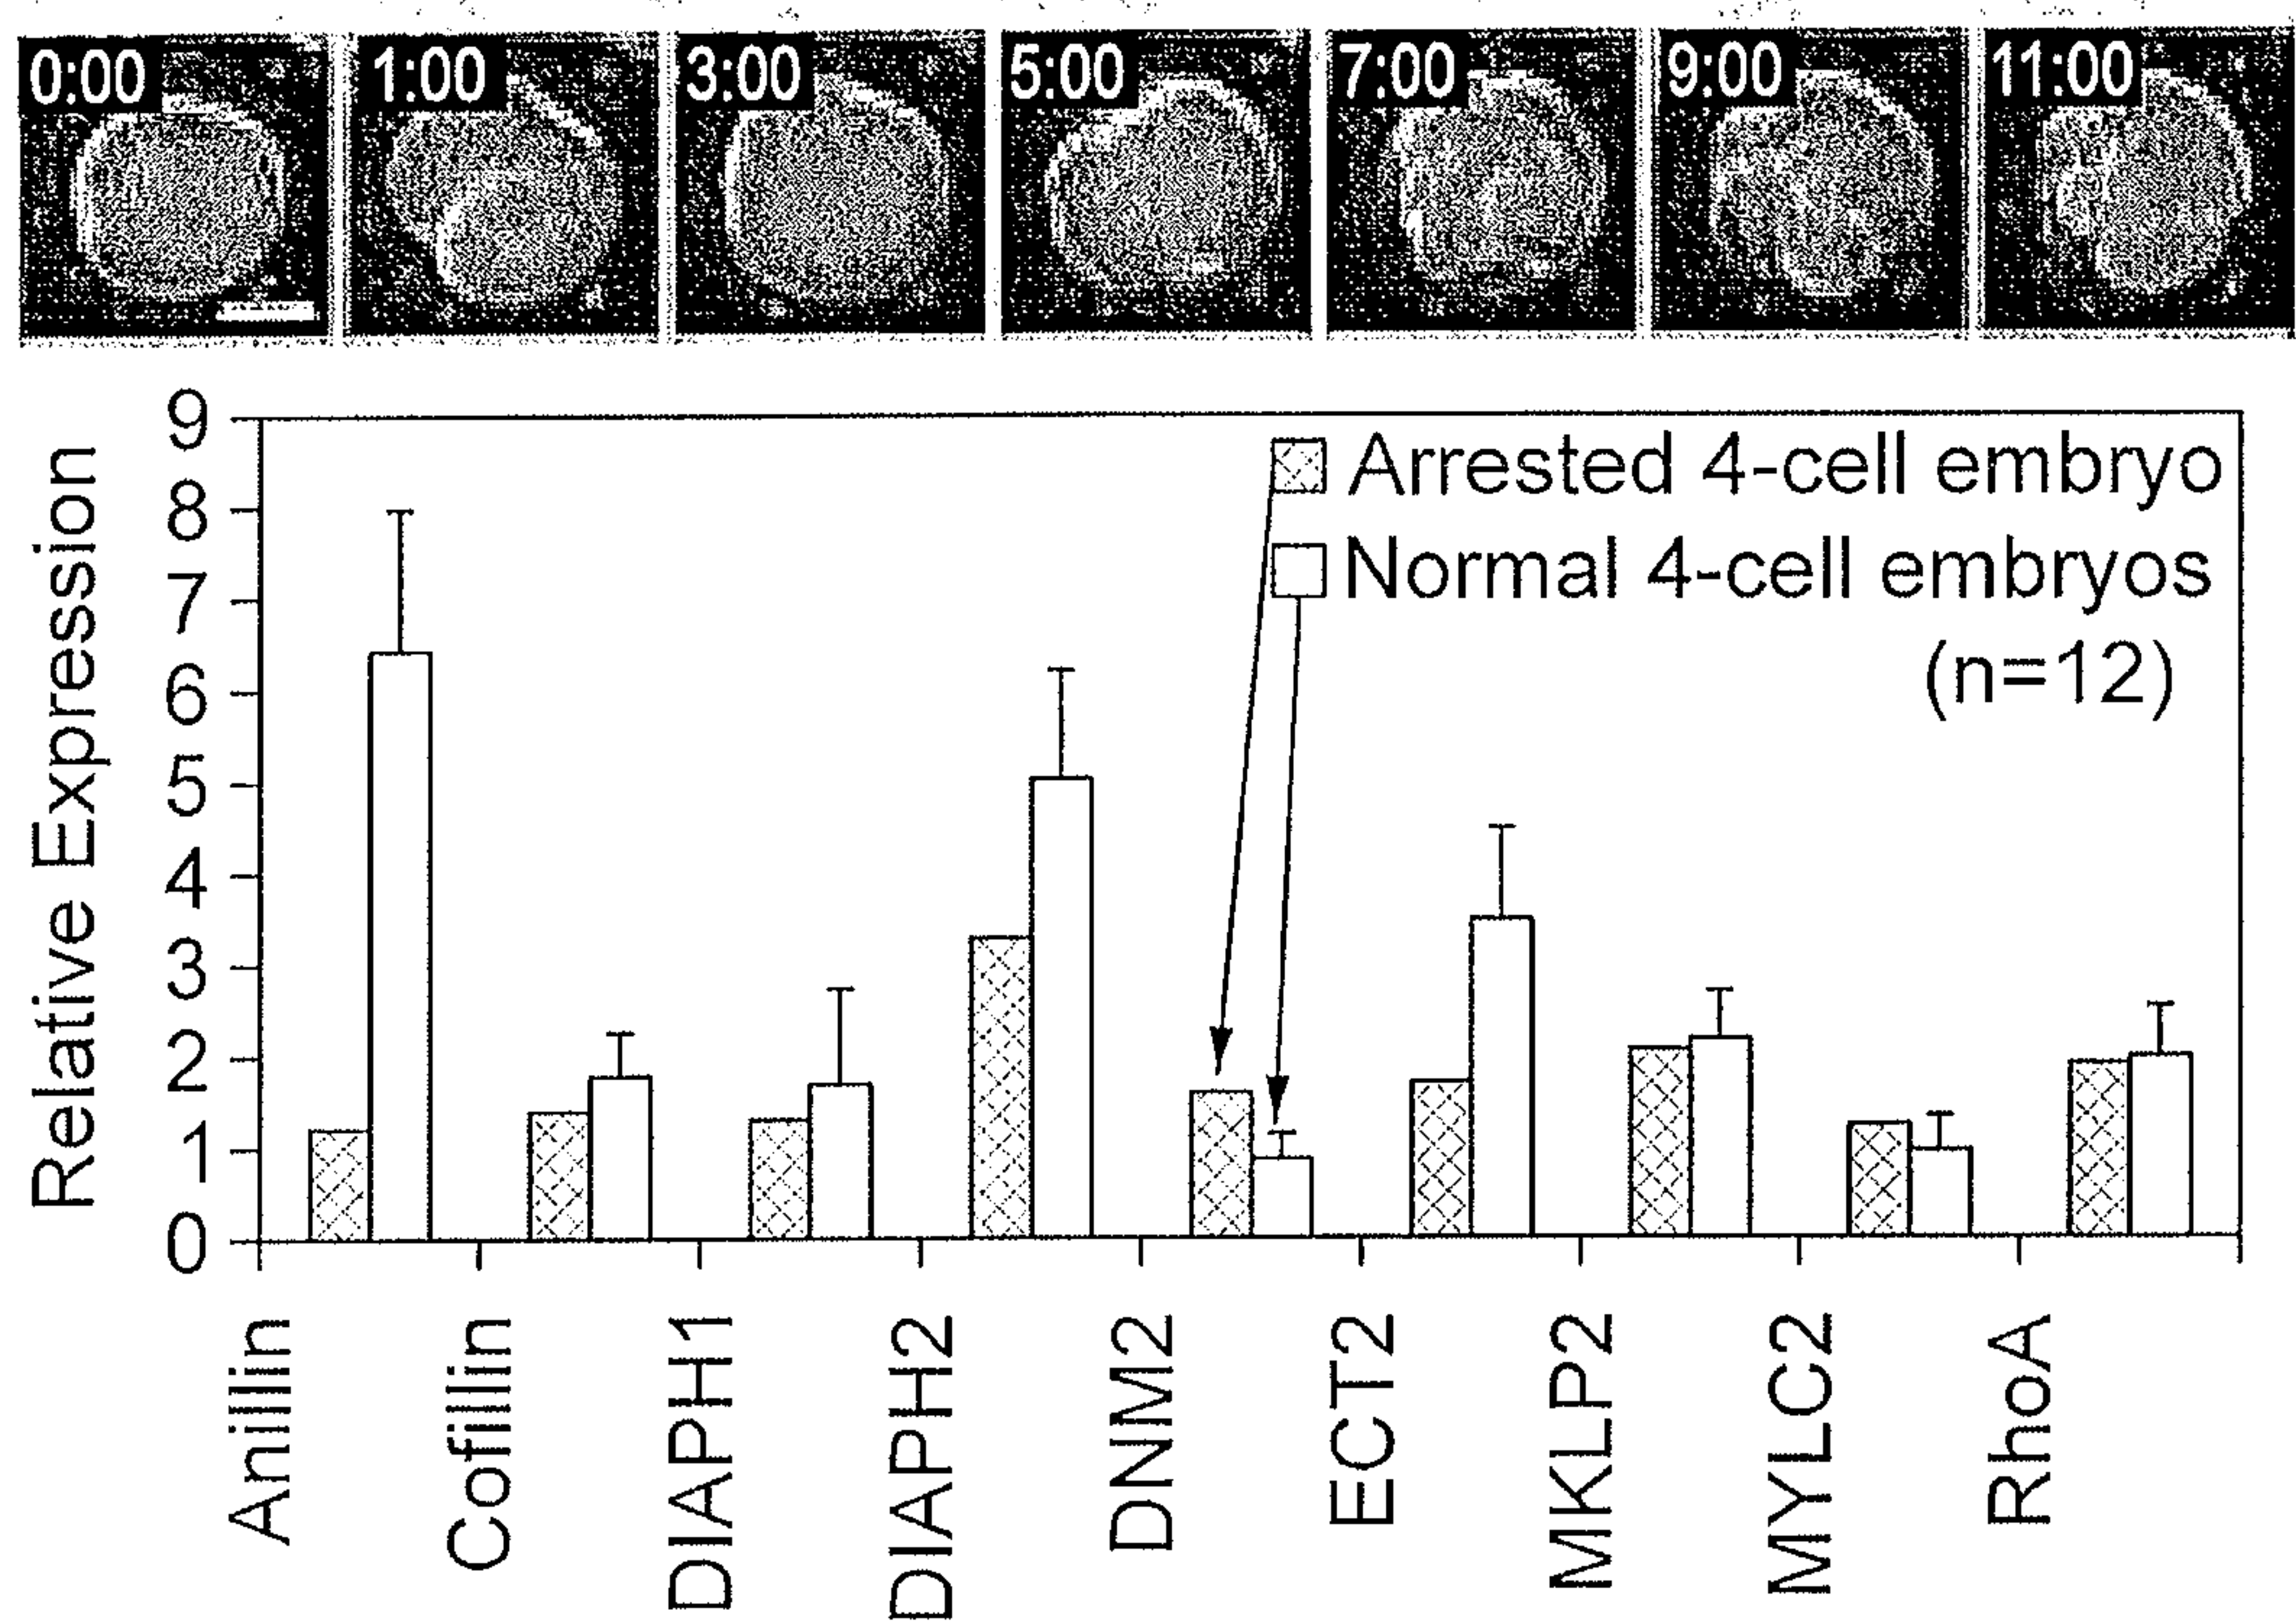 0:00
1:00
3:00
5:00
7:00
9:00
11:00
Relative Expression
9
8
7
6
5
4
3
2
1
0
Arrested 4-cell embryo
Normal 4-cell embryos
(n=12)
Anillin
Cofillin
DIAPH1
DIAPH2
DNM2
ECT2
MKLP2
MYLC2
RhoA